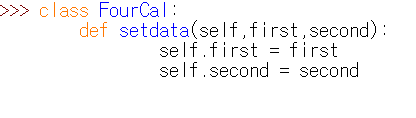 >>> class FourCal:
        def setdata(self,first,second):
                self.first = first
                self.second = second